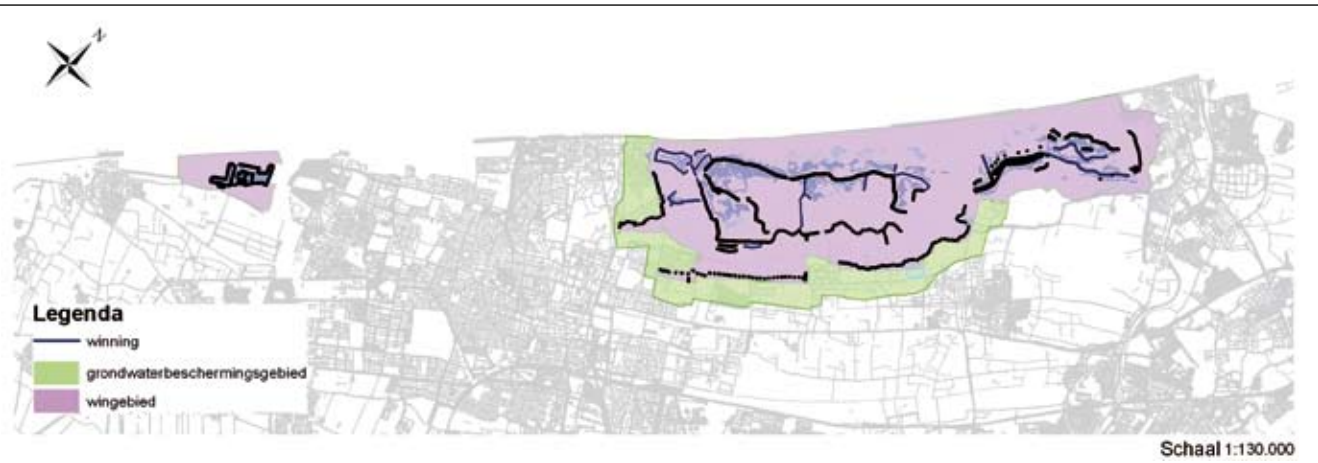 N
Legenda
winning
grondwaterbeschermingsgebied
wingebied
Schaal 1:130.000